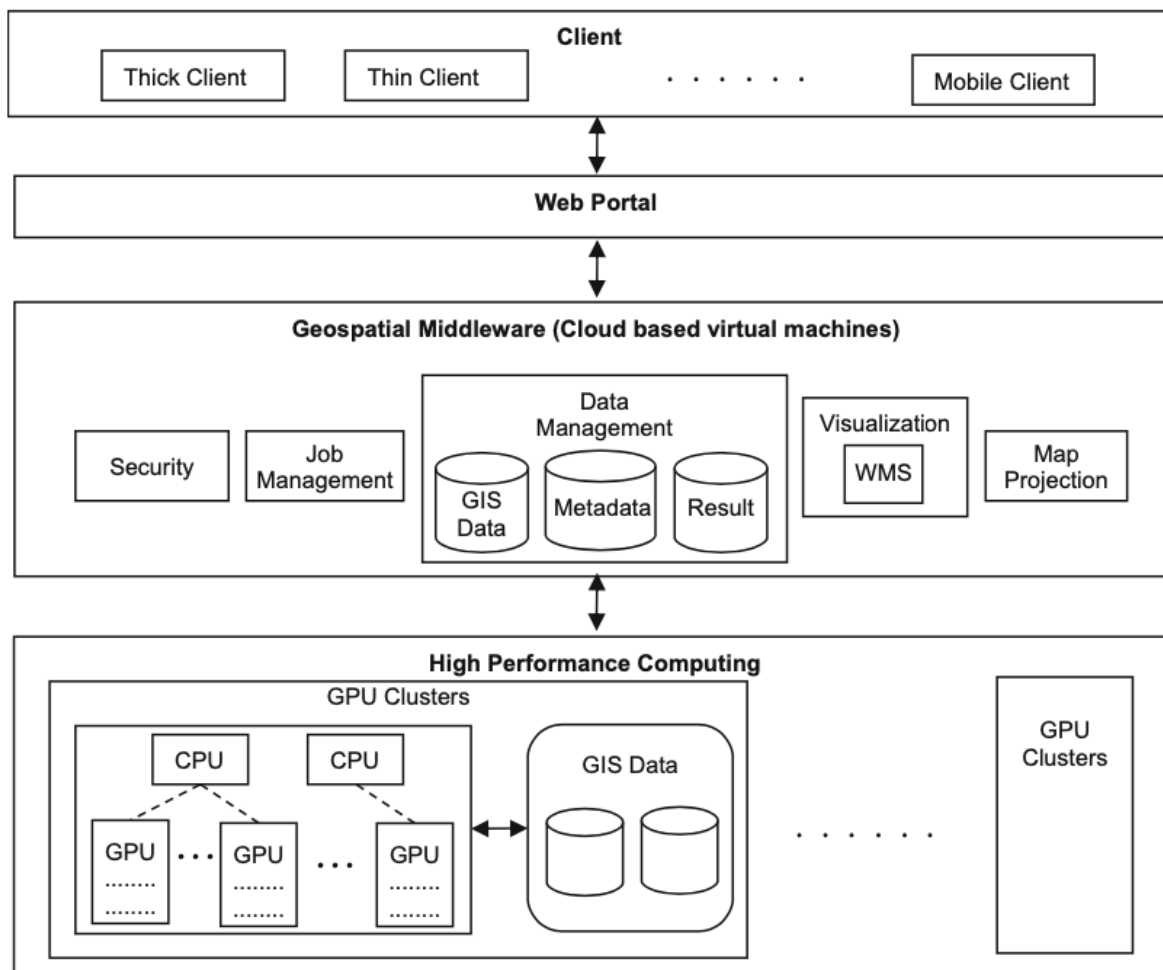 Client
Thick Client
Thin Client
. . . . . .
Mobile Client
Web Portal
Geospatial Middleware (Cloud based virtual machines)
Security
Job
Management
Data
Management
GIS
Data
Metadata
Result
Visualization
WMS
Map
Projection
High Performance Computing
GPU Clusters
CPU
CPU
GPU
........
........
...
GPU
........
........
...
GPU
........
........
GIS Data
. . . . . .
GPU
Clusters